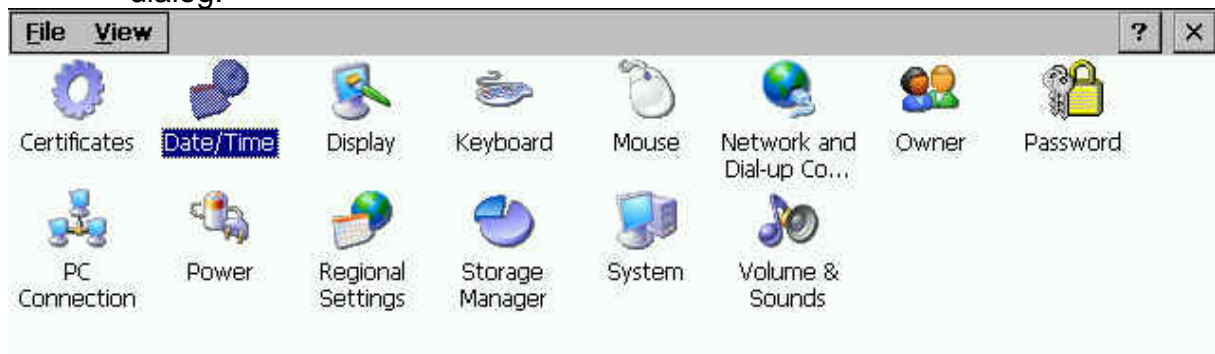 dialog.
File View ? ×
Certificates Date/Time Display Keyboard Mouse Network and Dial-up Co... Owner Password
PC Connection Power Regional Settings Storage Manager System Volume & Sounds